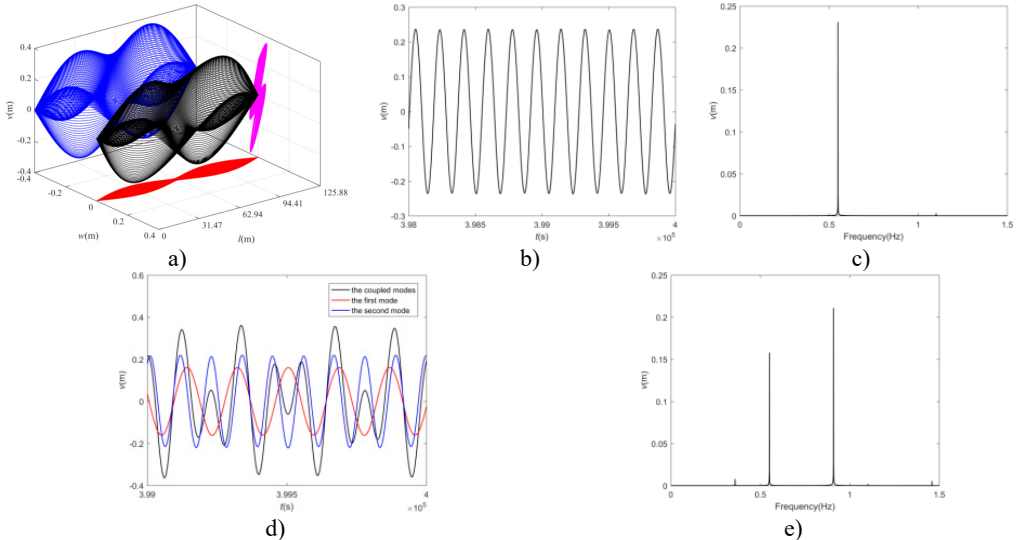 0.4
0.2
0
-0.2
-0.4
v(m)
-0.4
-0.2
0
0.2
0.4
w(m)
0
31.47
62.94
94.41
125.88
l(m)
a)
0.3
0.2
0.1
0
-0.1
-0.2
-0.3
v(m)
3.98 3.985 3.99 3.995 4
t(s)
×10⁵
b)
0.25
0.2
0.15
0.1
0.05
0
v(m)
0 0.5 1 1.5
Frequency(Hz)
c)
0.6
0.4
0.2
0
-0.2
-0.4
v(m)
the coupled modes
the first mode
the second mode
3.99 3.995 4
t(s)
×10⁵
d)
0.25
0.2
0.15
0.1
0.05
0
v(m)
0 0.5 1 1.5
Frequency(Hz)
e)